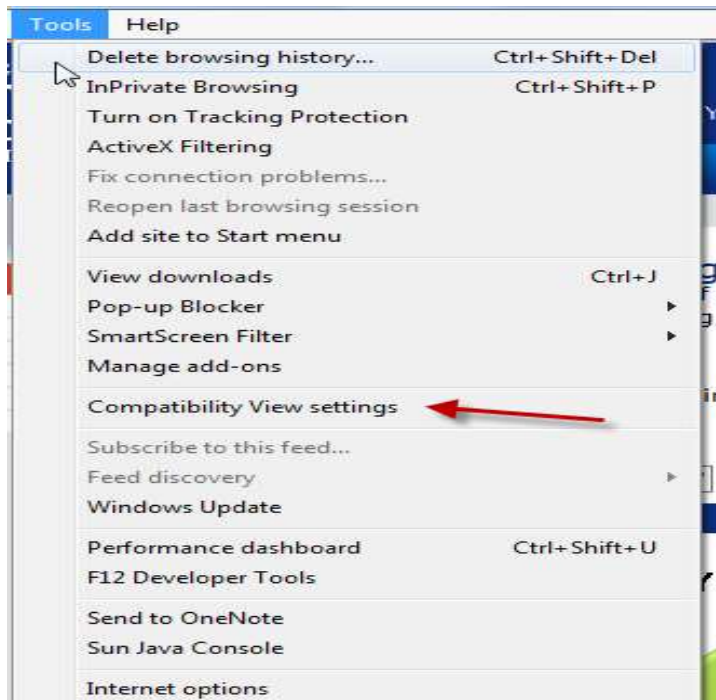 Tools Help
Delete browsing history... Ctrl+Shift+Del
InPrivate Browsing Ctrl+Shift+P
Turn on Tracking Protection
ActiveX Filtering
Fix connection problems...
Reopen last browsing session
Add site to Start menu
View downloads Ctrl+J
Pop-up Blocker
SmartScreen Filter
Manage add-ons
Compatibility View settings
Subscribe to this feed...
Feed discovery
Windows Update
Performance dashboard Ctrl+Shift+U
F12 Developer Tools
Send to OneNote
Sun Java Console
Internet options